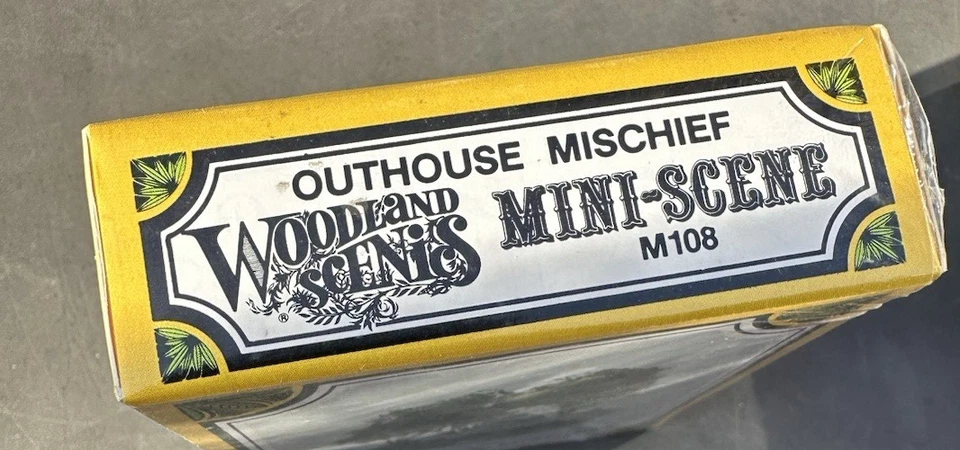 OUTHOUSE MISCHIEF
WOODLAND
SCENICS
®
MINI-SCENE
M108